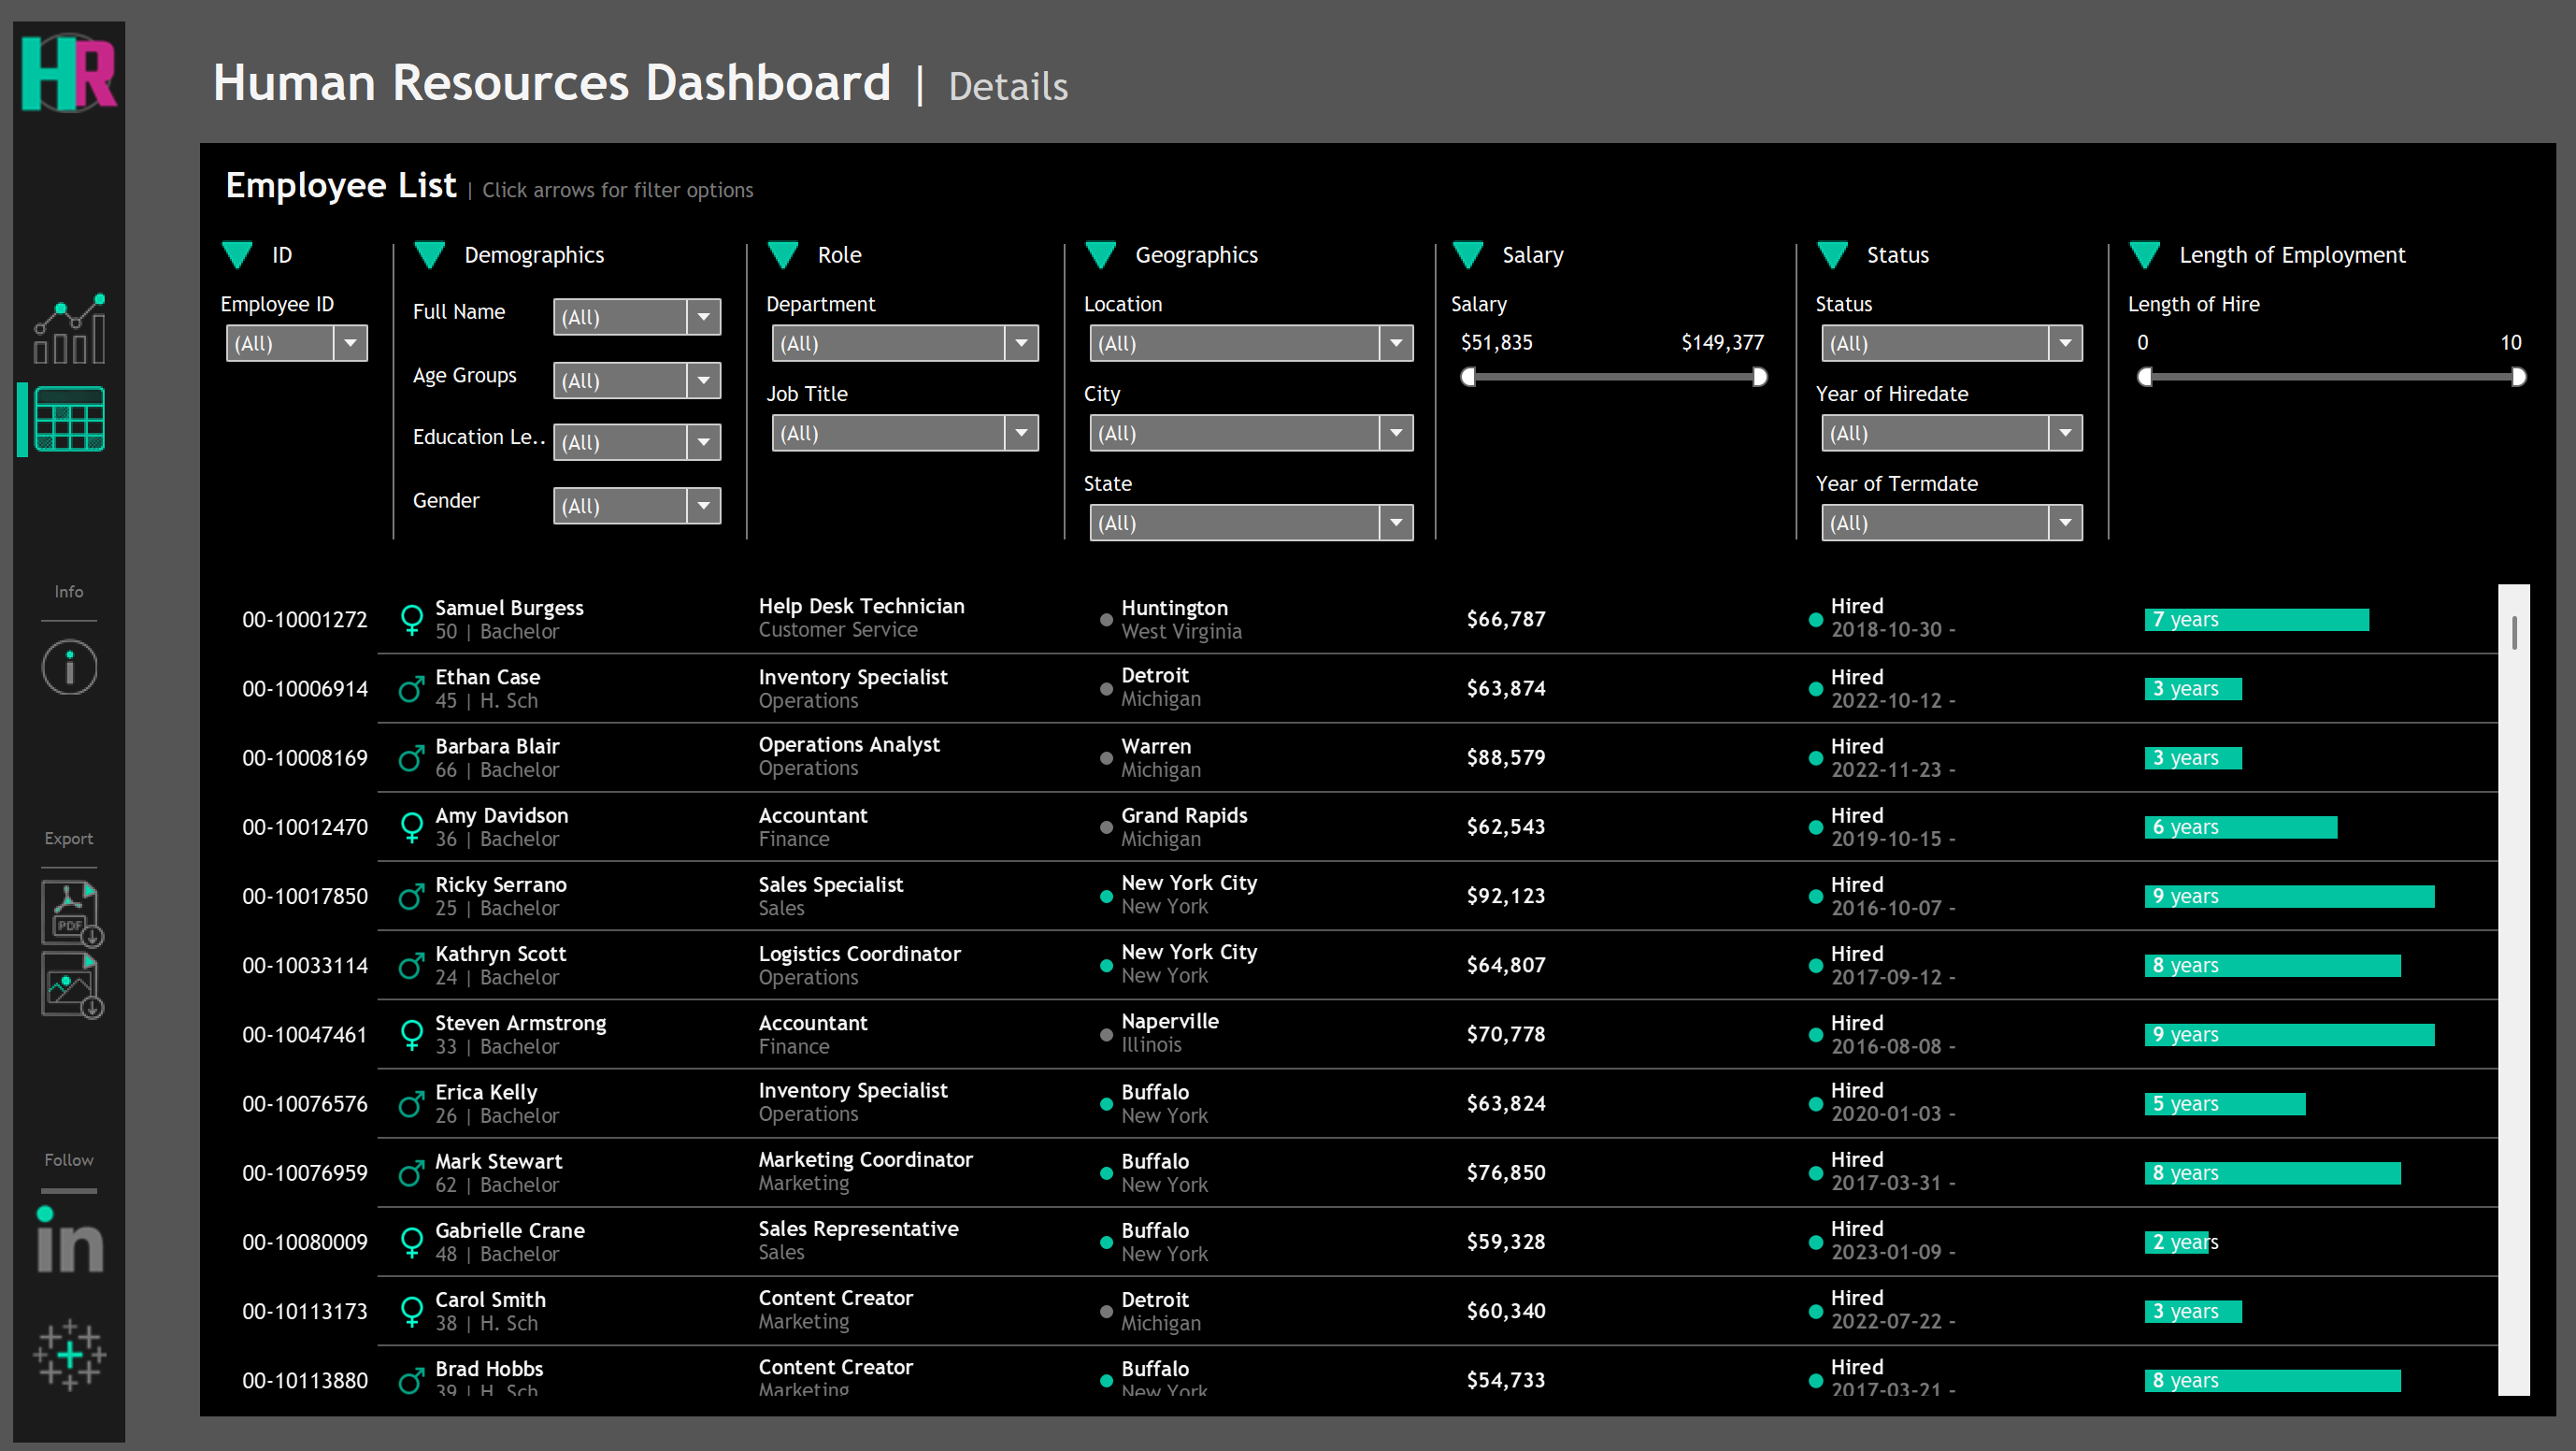 HR
Human Resources Dashboard | Details
Employee List | Click arrows for filter options
ID
Demographics
Role
Geographics
Salary
Status
Length of Employment
Employee ID
(All)
Full Name (All)
Age Groups (All)
Education Le.. (All)
Gender (All)
Department
(All)
Job Title
(All)
Location
(All)
City
(All)
State
(All)
Salary
$51,835 $149,377
Status
(All)
Year of Hiredate
(All)
Year of Termdate
(All)
Length of Hire
0 10
Info
Export
PDF
Follow
in
00-10001272 Samuel Burgess Help Desk Technician Huntington $66,787 Hired 7 years
50 | Bachelor Customer Service West Virginia 2018-10-30 -
00-10006914 Ethan Case Inventory Specialist Detroit $63,874 Hired 3 years
45 | H. Sch Operations Michigan 2022-10-12 -
00-10008169 Barbara Blair Operations Analyst Warren $88,579 Hired 3 years
66 | Bachelor Operations Michigan 2022-11-23 -
00-10012470 Amy Davidson Accountant Grand Rapids $62,543 Hired 6 years
36 | Bachelor Finance Michigan 2019-10-15 -
00-10017850 Ricky Serrano Sales Specialist New York City $92,123 Hired 9 years
25 | Bachelor Sales New York 2016-10-07 -
00-10033114 Kathryn Scott Logistics Coordinator New York City $64,807 Hired 8 years
24 | Bachelor Operations New York 2017-09-12 -
00-10047461 Steven Armstrong Accountant Naperville $70,778 Hired 9 years
33 | Bachelor Finance Illinois 2016-08-08 -
00-10076576 Erica Kelly Inventory Specialist Buffalo $63,824 Hired 5 years
26 | Bachelor Operations New York 2020-01-03 -
00-10076959 Mark Stewart Marketing Coordinator Buffalo $76,850 Hired 8 years
62 | Bachelor Marketing New York 2017-03-31 -
00-10080009 Gabrielle Crane Sales Representative Buffalo $59,328 Hired 2 years
48 | Bachelor Sales New York 2023-01-09 -
00-10113173 Carol Smith Content Creator Detroit $60,340 Hired 3 years
38 | H. Sch Marketing Michigan 2022-07-22 -
00-10113880 Brad Hobbs Content Creator Buffalo $54,733 Hired 8 years
39 | H. Sch Marketing New York 2017-03-21 -